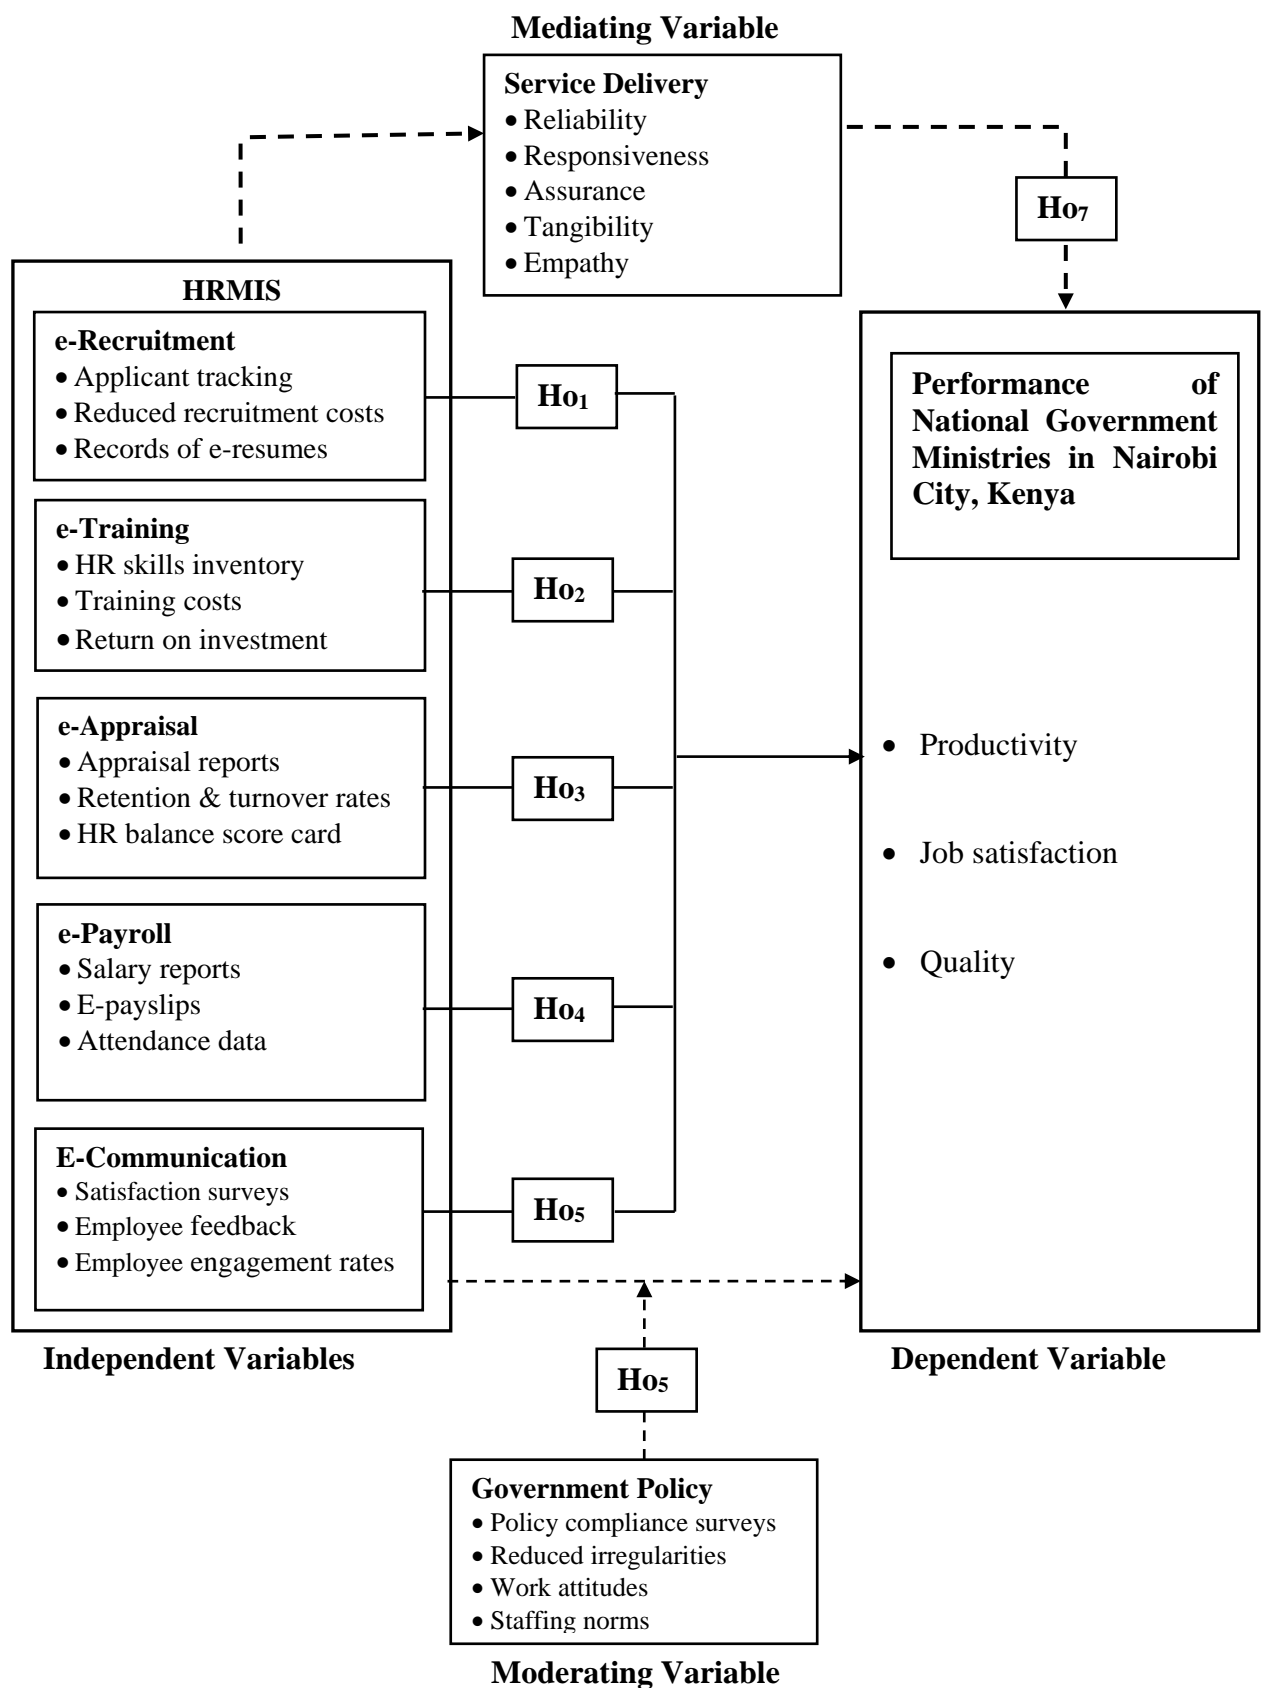 Mediating Variable
Service Delivery
• Reliability
• Responsiveness
• Assurance
• Tangibility
• Empathy
Ho7
HRMIS
e-Recruitment
• Applicant tracking
• Reduced recruitment costs
• Records of e-resumes
Ho1
e-Training
• HR skills inventory
• Training costs
• Return on investment
Ho2
e-Appraisal
• Appraisal reports
• Retention & turnover rates
• HR balance score card
Ho3
e-Payroll
• Salary reports
• E-payslips
• Attendance data
Ho4
E-Communication
• Satisfaction surveys
• Employee feedback
• Employee engagement rates
Ho5
Performance of
National Government
Ministries in Nairobi
City, Kenya
• Productivity
• Job satisfaction
• Quality
Independent Variables
Dependent Variable
Ho5
Government Policy
• Policy compliance surveys
• Reduced irregularities
• Work attitudes
• Staffing norms
Moderating Variable